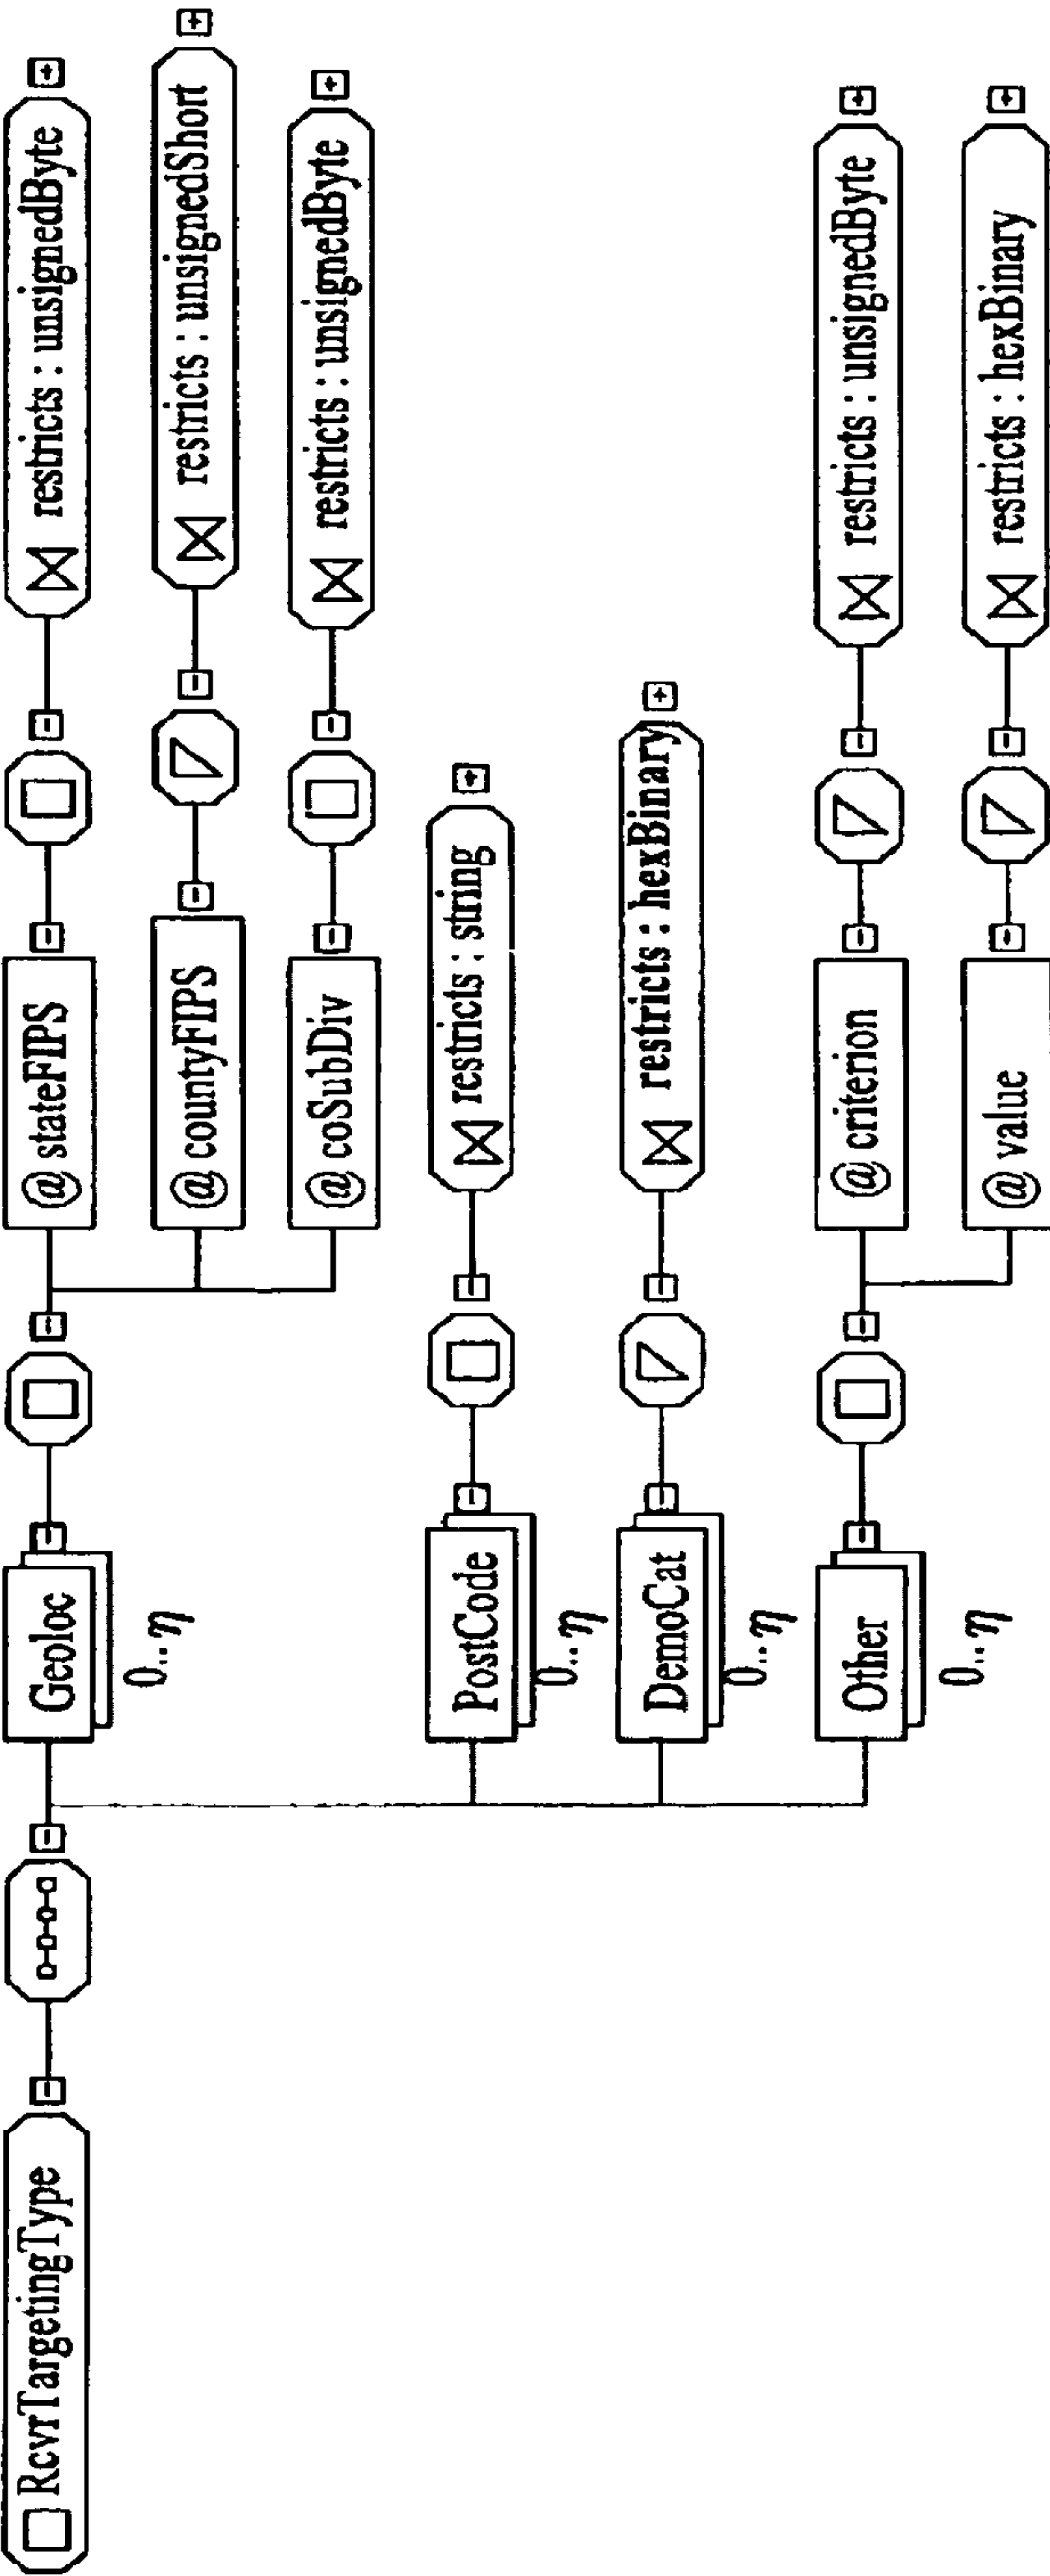 RcvrTargetingType
Geoloc
0..η
@ stateFIPS
restricts : unsignedByte
@ countyFIPS
restricts : unsignedShort
@ coSubDiv
restricts : unsignedByte
PostCode
0..η
restricts : string
DemoCat
0..η
restricts : hexBinary
Other
0..η
@ criterion
restricts : unsignedByte
@ value
restricts : hexBinary